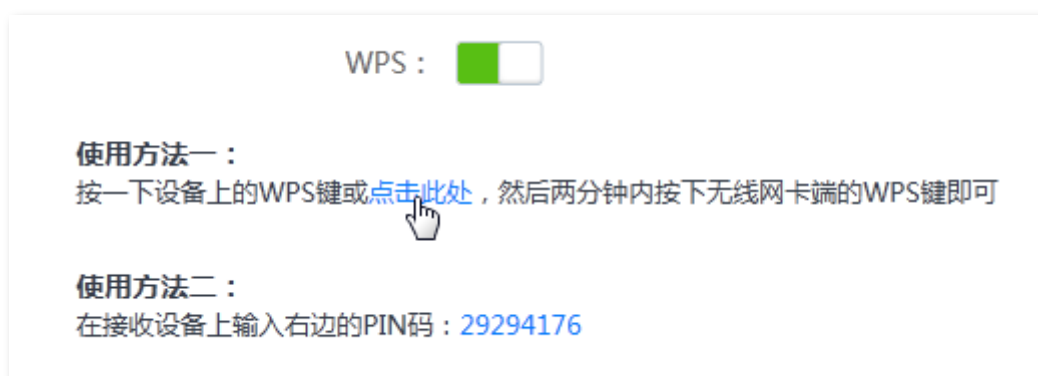 WPS：
使用方法一：
按一下设备上的WPS键或点击此处，然后两分钟内按下无线网卡端的WPS键即可
使用方法二：
在接收设备上输入右边的PIN码：29294176